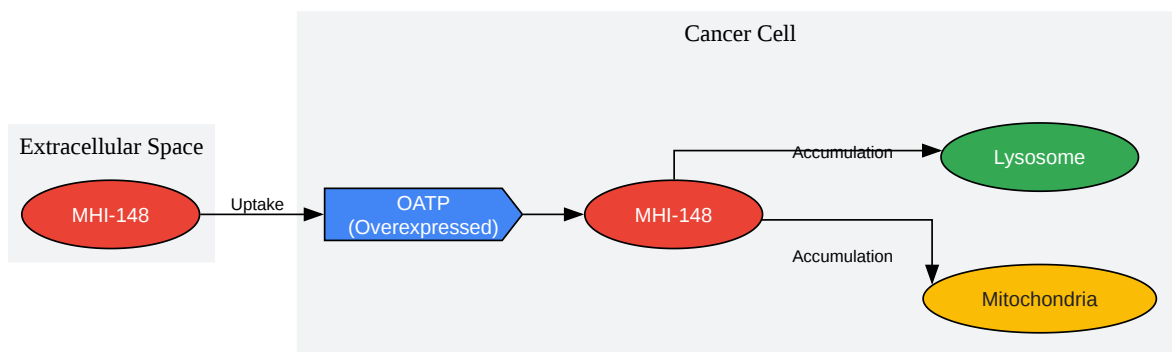 Cancer Cell
Extracellular Space
MHI-148
Uptake
OATP
(Overexpressed)
MHI-148
Accumulation
Lysosome
Accumulation
Mitochondria